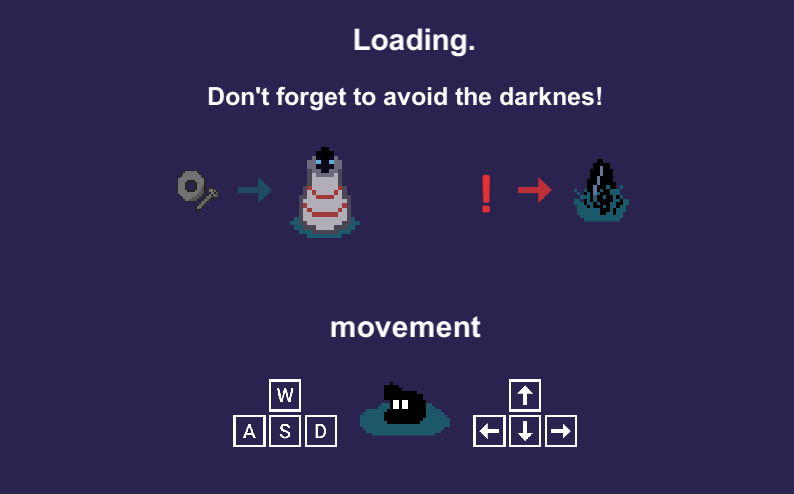 Loading.
Don't forget to avoid the darknes!
!
movement
W
A S D